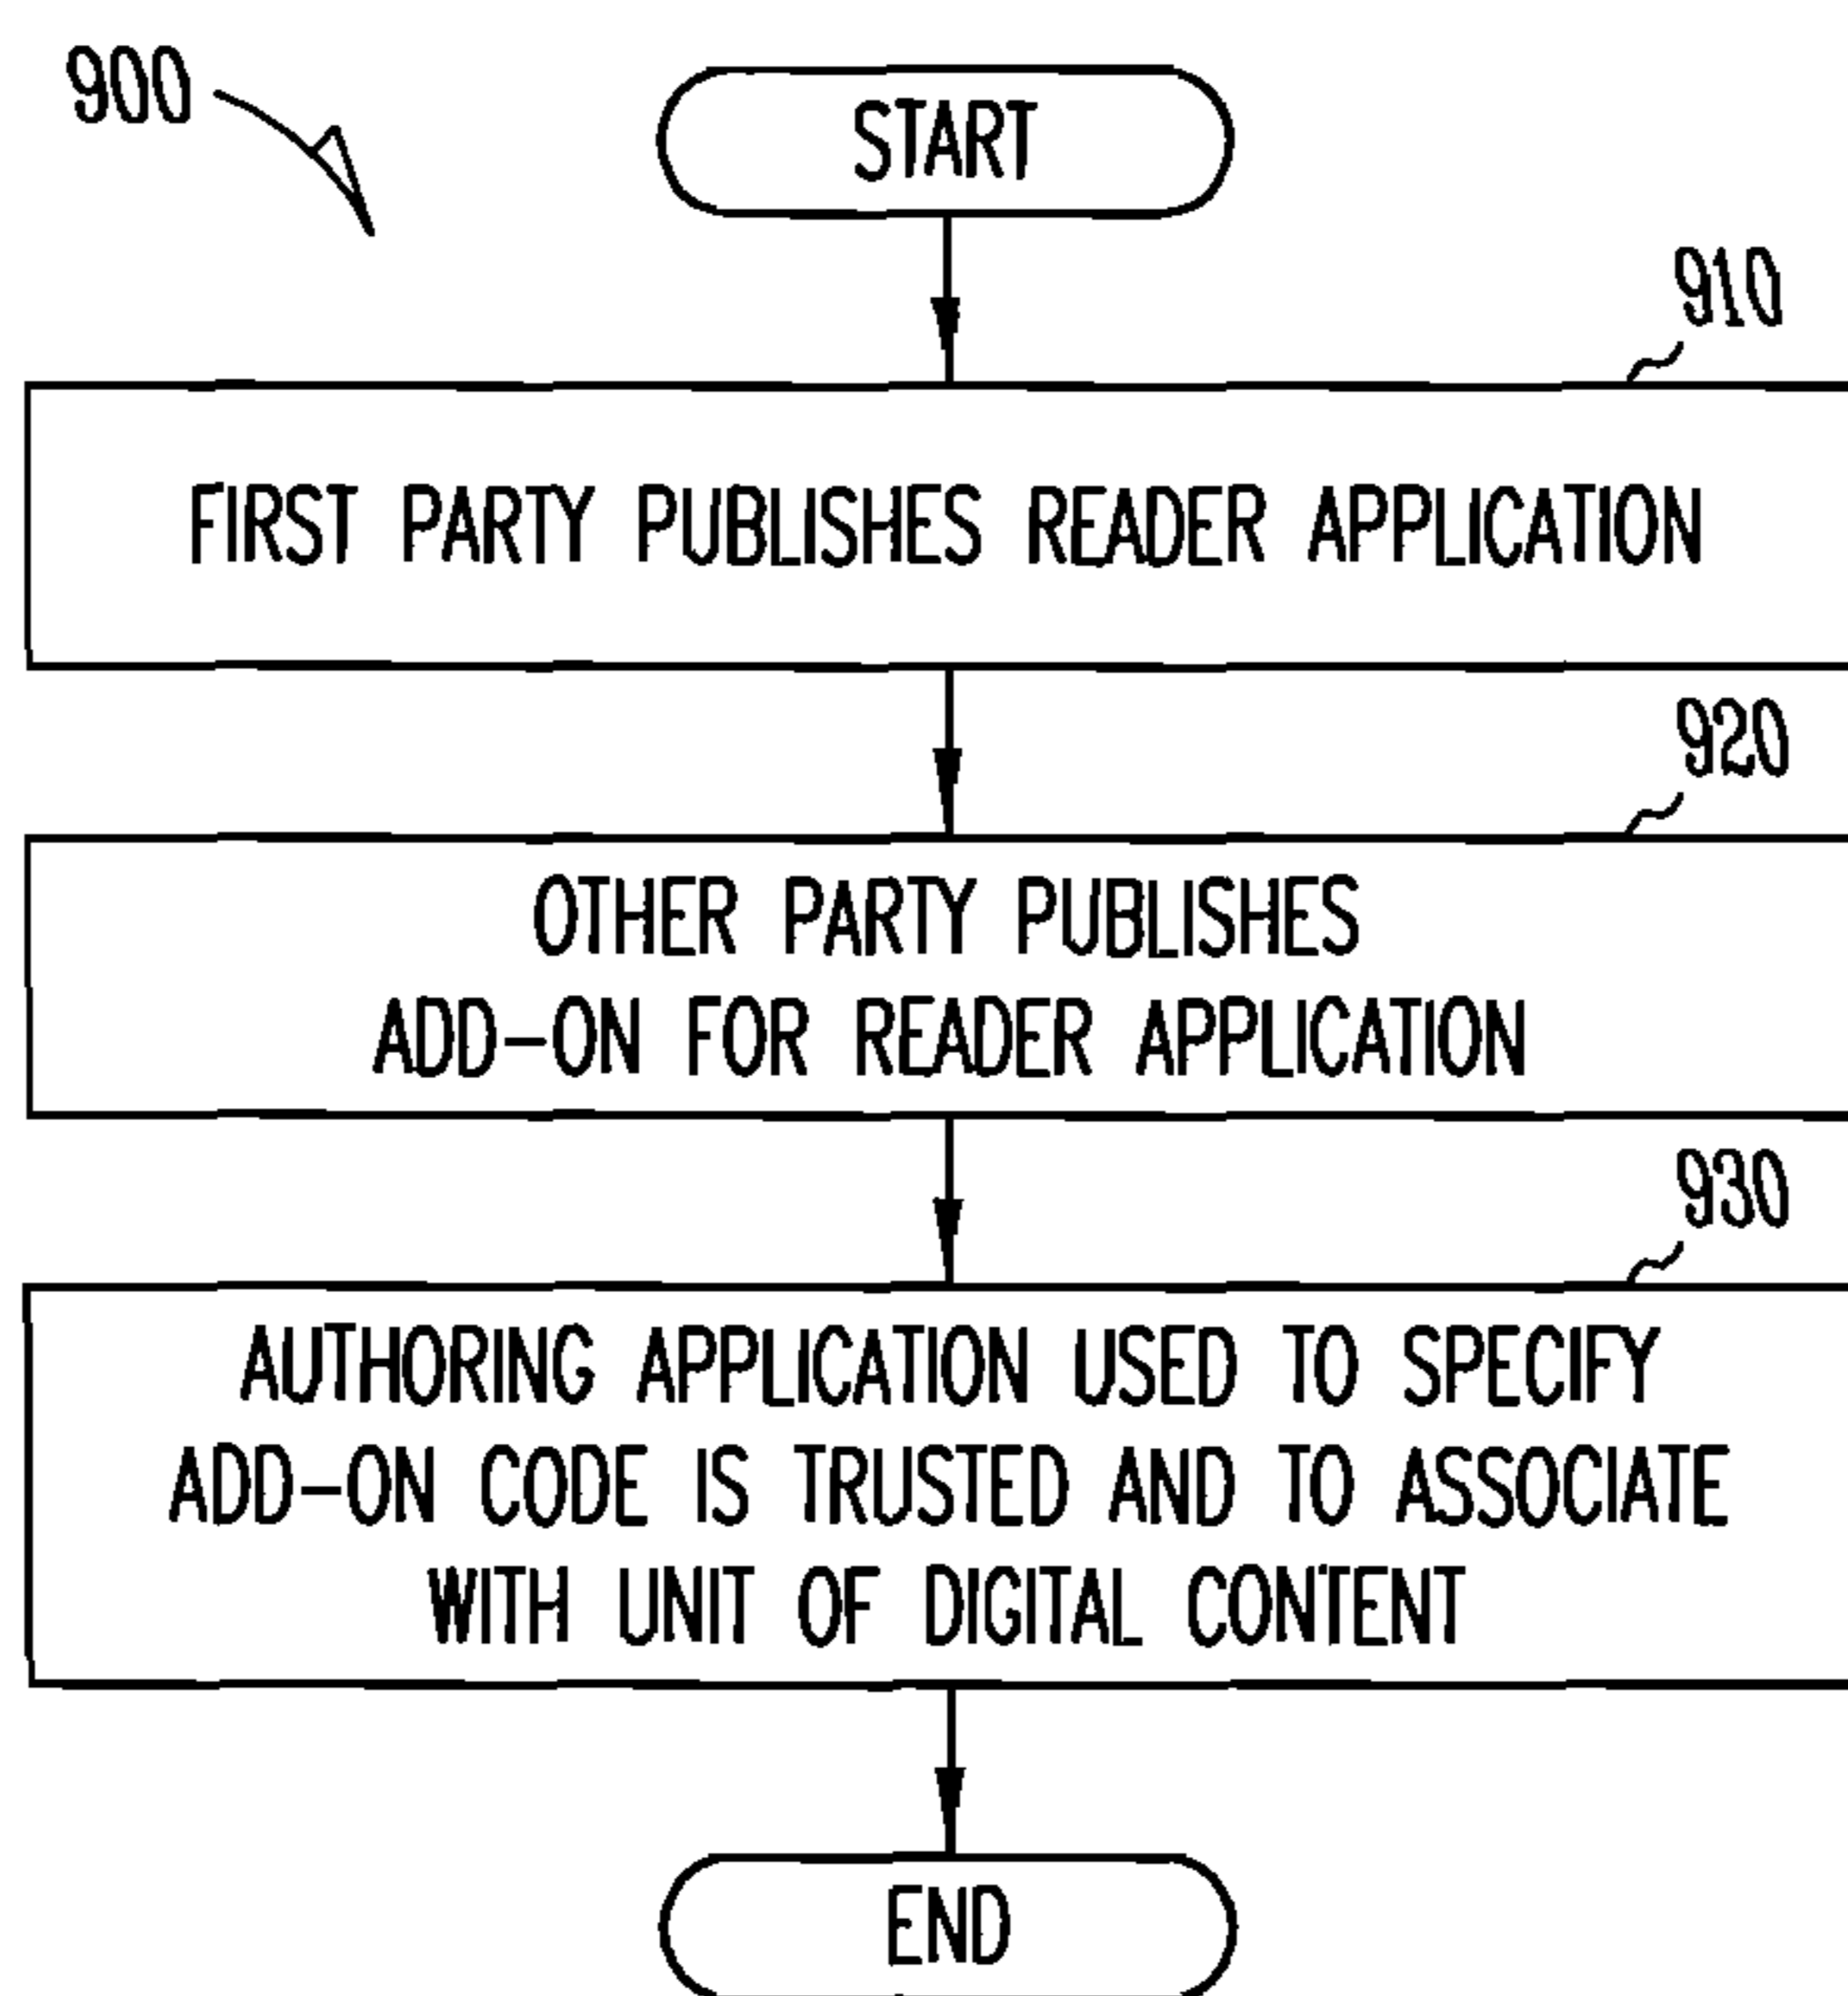 900
START
910
FIRST PARTY PUBLISHES READER APPLICATION
920
OTHER PARTY PUBLISHES
ADD-ON FOR READER APPLICATION
930
AUTHORING APPLICATION USED TO SPECIFY
ADD-ON CODE IS TRUSTED AND TO ASSOCIATE
WITH UNIT OF DIGITAL CONTENT
END